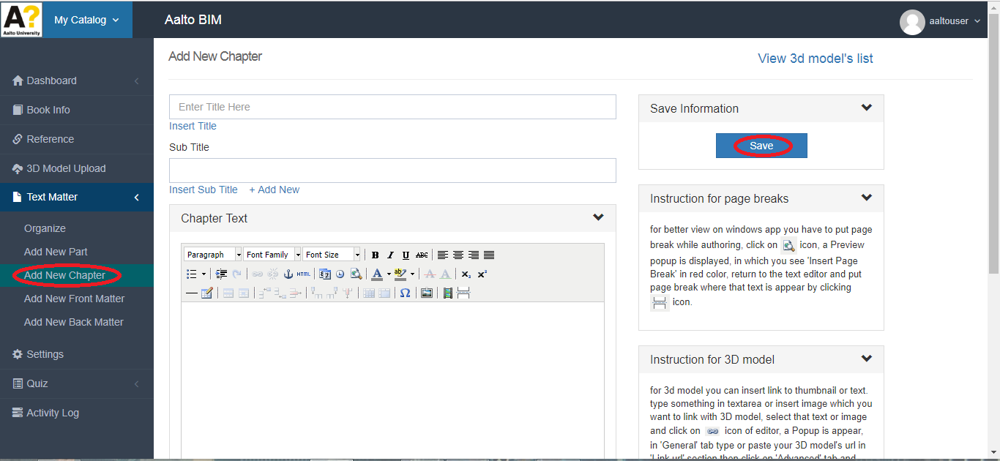 A?
Aalto University
My Catalog
Aalto BIM
aaltouser
Dashboard
Book Info
Reference
3D Model Upload
Text Matter
Organize
Add New Part
Add New Chapter
Add New Front Matter
Add New Back Matter
Settings
Quiz
Activity Log
Add New Chapter
View 3d model's list
Enter Title Here
Insert Title
Sub Title
Insert Sub Title + Add New
Chapter Text
Paragraph Font Family Font Size B I U ABC
HTML A ab A A x₂ x²
Ω
Save Information
Save
Instruction for page breaks
for better view on windows app you have to put page
break while authoring, click on icon, a Preview
popup is displayed, in which you see 'Insert Page
Break' in red color, return to the text editor and put
page break where that text is appear by clicking
icon.
Instruction for 3D model
for 3d model you can insert link to thumbnail or text.
type something in textarea or insert image which you
want to link with 3D model, select that text or image
and click on icon of editor, a Popup is appear,
in 'General' tab type or paste your 3D model's url in
'Link url' section then click on 'Advanced' tab and